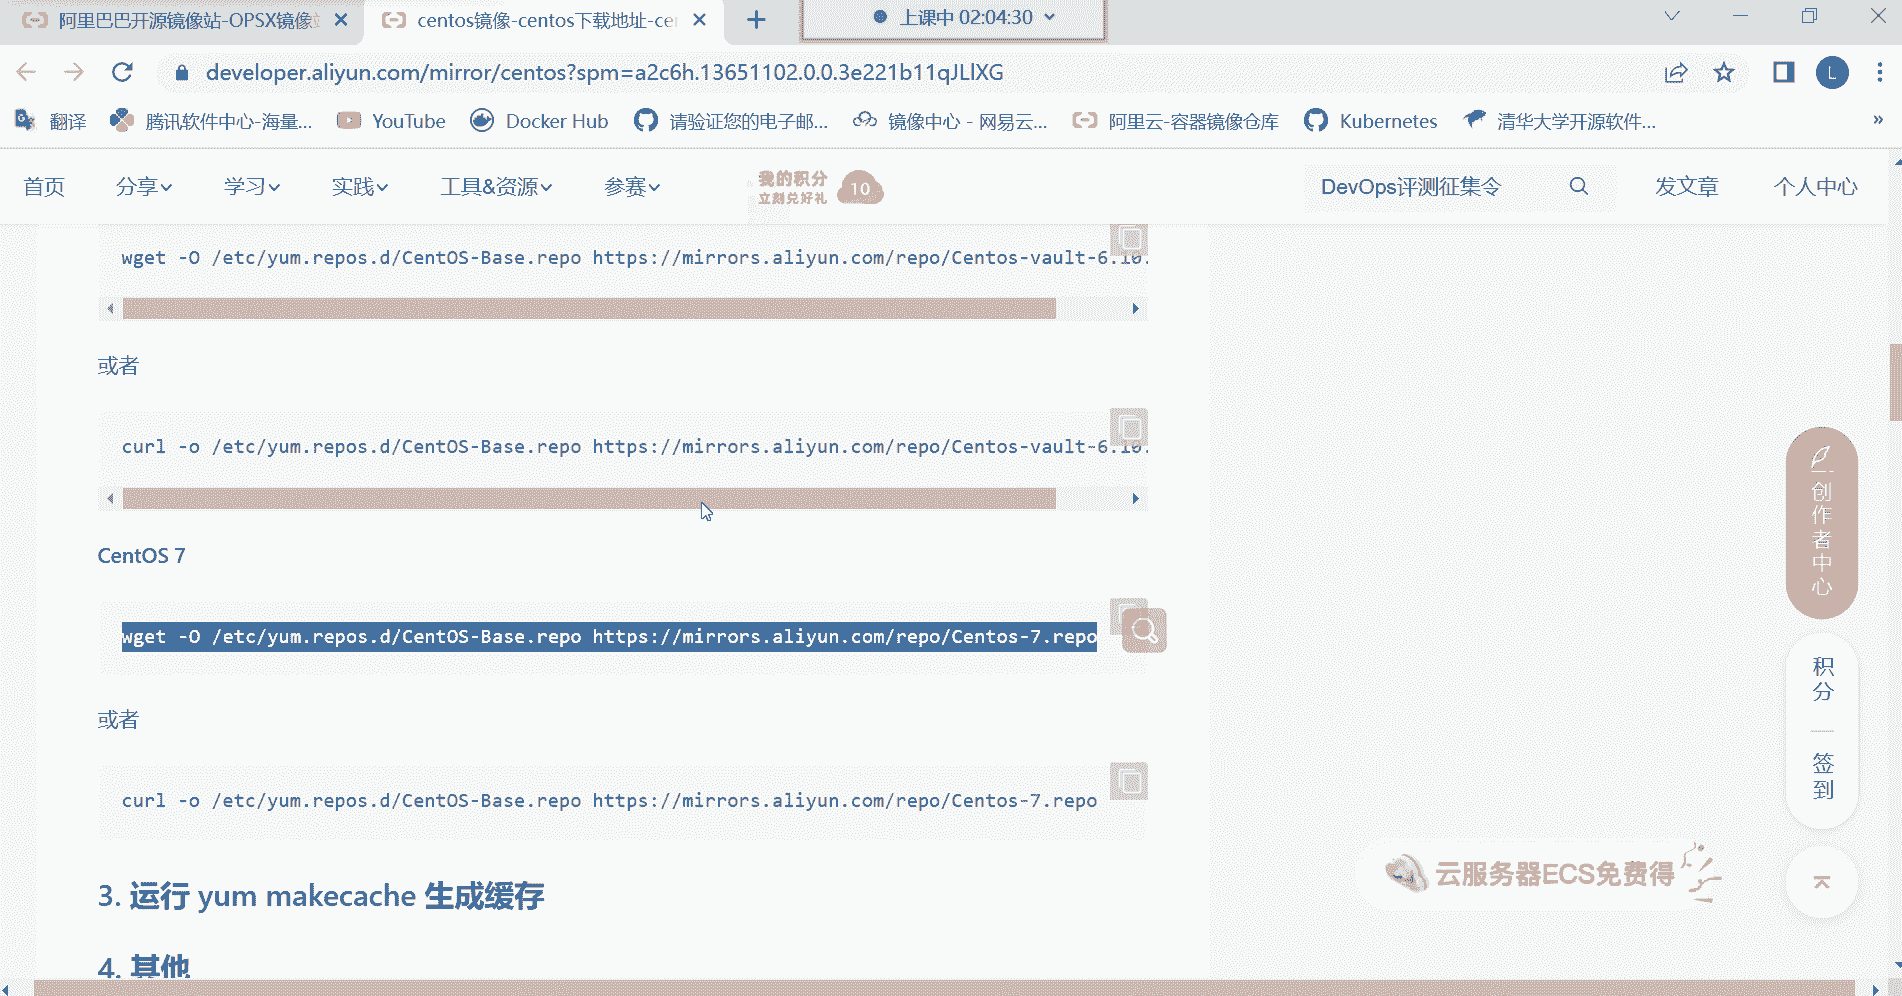 阿里巴巴开源镜像站-OPSX镜像
centos镜像-centos下载地址-ce
上课中 02:04:30
developer.aliyun.com/mirror/centos?spm=a2c6h.13651102.0.0.3e221b11qJLlXG
L
翻译
腾讯软件中心-海量...
YouTube
Docker Hub
请验证您的电子邮...
镜像中心 - 网易云...
阿里云-容器镜像仓库
Kubernetes
清华大学开源软件...
»
首页
分享
学习
实践
工具&资源
参赛
我的积分
立刻兑好礼
10
DevOps评测征集令
发文章
个人中心
wget -O /etc/yum.repos.d/CentOS-Base.repo https://mirrors.aliyun.com/repo/Centos-vault-6.10.
或者
curl -o /etc/yum.repos.d/CentOS-Base.repo https://mirrors.aliyun.com/repo/Centos-vault-6.10.
CentOS 7
wget -O /etc/yum.repos.d/CentOS-Base.repo https://mirrors.aliyun.com/repo/Centos-7.repo
或者
curl -o /etc/yum.repos.d/CentOS-Base.repo https://mirrors.aliyun.com/repo/Centos-7.repo
3. 运行 yum makecache 生成缓存
4. 其他
创作者中心
积分
签到
云服务器ECS免费得